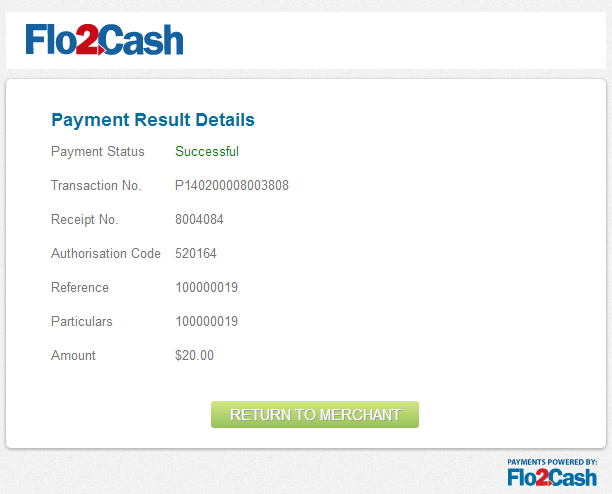 Flo2Cash
Payment Result Details
Payment Status Successful
Transaction No. P140200008003808
Receipt No. 8004084
Authorisation Code 520164
Reference 100000019
Particulars 100000019
Amount $20.00
RETURN TO MERCHANT
PAYMENTS POWERED BY:
Flo2Cash